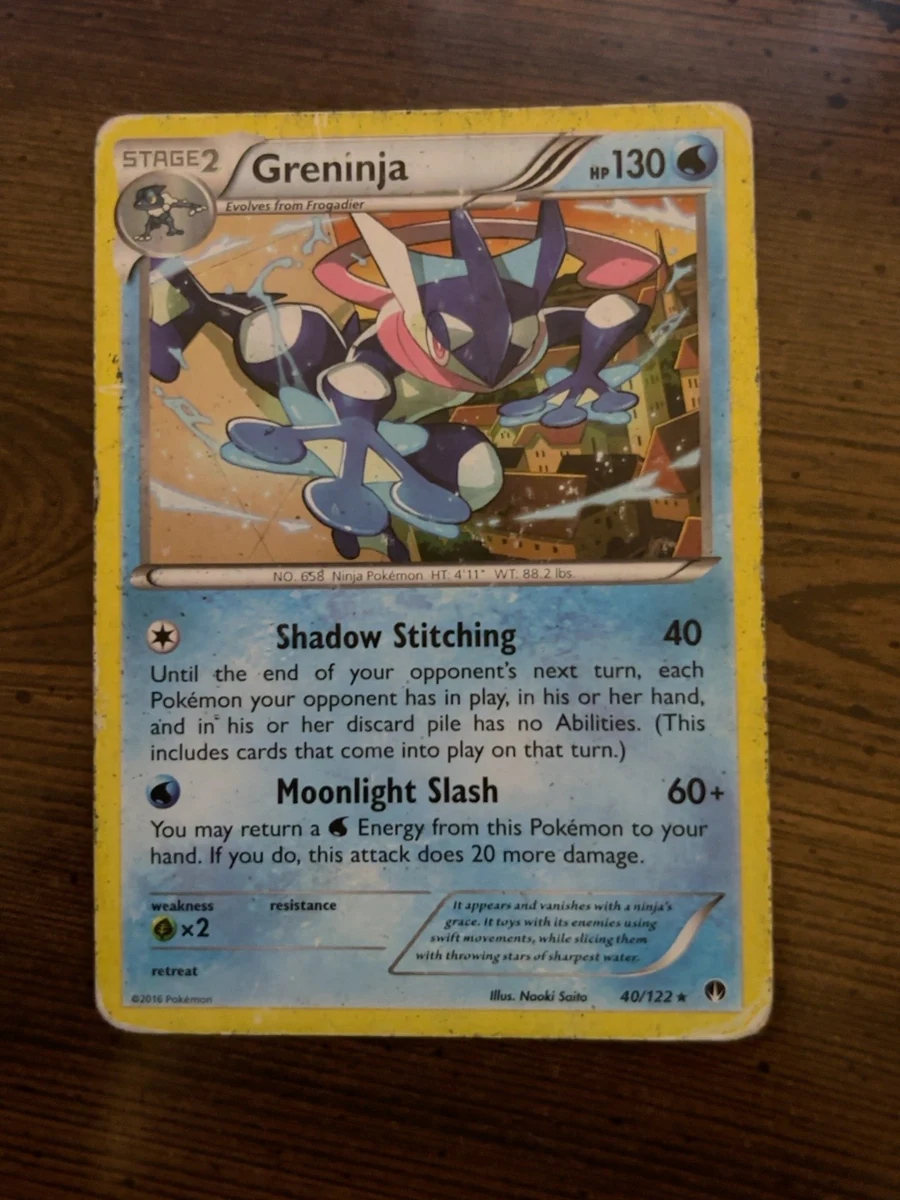 STAGE2
Greninja
HP130
Evolves from Frogadier
NO. 658 Ninja Pokémon HT: 4'11" WT: 88.2 lbs.
Shadow Stitching 40
Until the end of your opponent's next turn, each
Pokémon your opponent has in play, in his or her hand,
and in his or her discard pile has no Abilities. (This
includes cards that come into play on that turn.)
Moonlight Slash 60+
You may return a Energy from this Pokémon to your
hand. If you do, this attack does 20 more damage.
weakness resistance
×2
retreat
It appears and vanishes with a ninja's
grace. It toys with its enemies using
swift movements, while slicing them
with throwing stars of sharpest water.
©2016 Pokémon
Illus. Naoki Saito 40/122 ★